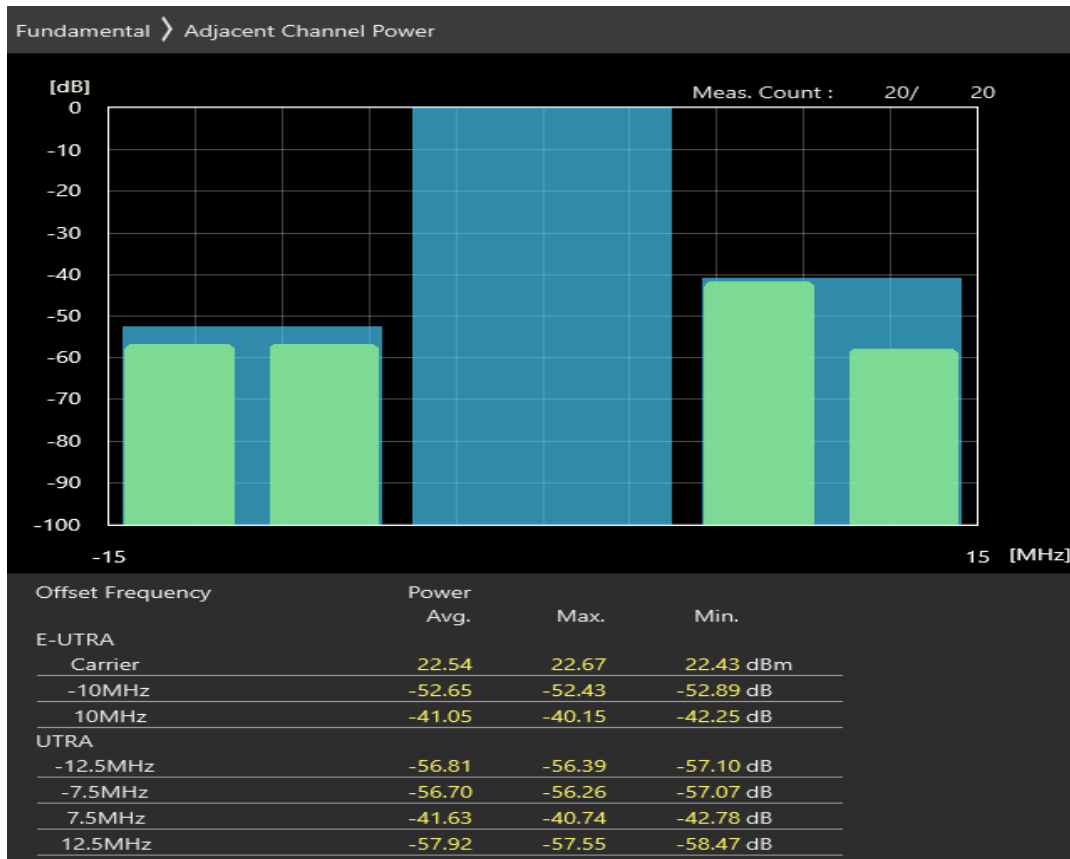 Fundamental ❯ Adjacent Channel Power
[dB]
Meas. Count : 20/ 20
0
-10
-20
-30
-40
-50
-60
-70
-80
-90
-100
-15 15 [MHz]
Offset Frequency Power
Avg. Max. Min.
E-UTRA
Carrier 22.54 22.67 22.43 dBm
-10MHz -52.65 -52.43 -52.89 dB
10MHz -41.05 -40.15 -42.25 dB
UTRA
-12.5MHz -56.81 -56.39 -57.10 dB
-7.5MHz -56.70 -56.26 -57.07 dB
7.5MHz -41.63 -40.74 -42.78 dB
12.5MHz -57.92 -57.55 -58.47 dB